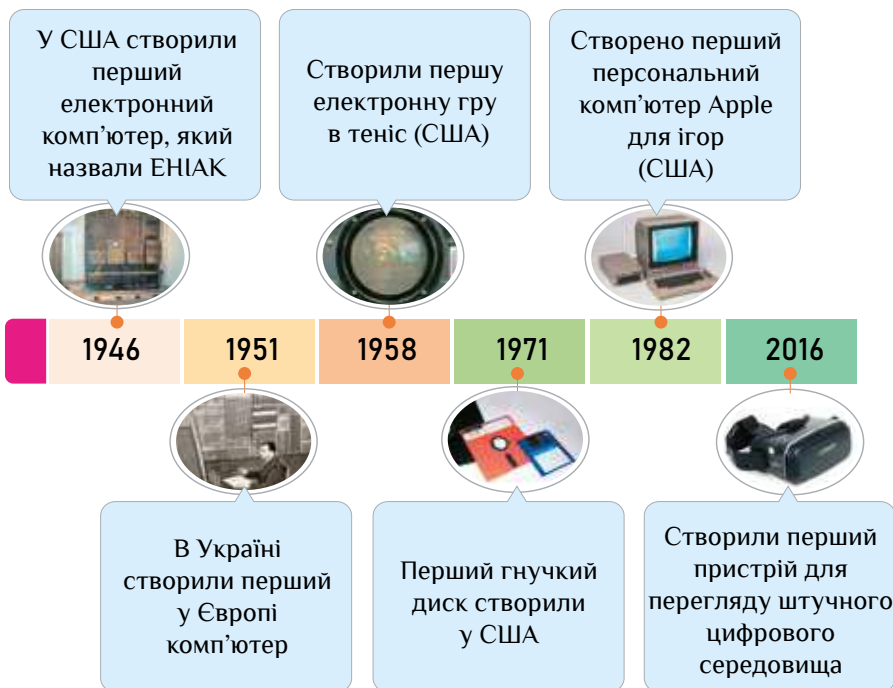 У США створили
перший
електронний
комп’ютер, який
назвали ЕНІАК
Створили першу
електронну гру
в теніс (США)
Створено перший
персональний
комп’ютер Apple
для ігор
(США)
1946
1951
1958
1971
1982
2016
В Україні
створили перший
у Європі
комп’ютер
Перший гнучкий
диск створили
у США
Створили перший
пристрій для
перегляду штучного
цифрового
середовища